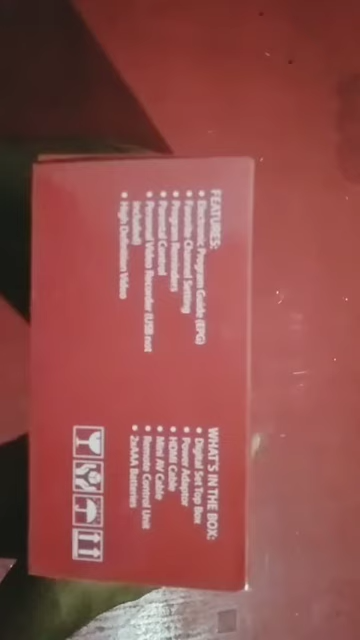 FEATURES:
• Electronic Program Guide (EPG)
• Favorite Channel Setting
• Program Reminders
• Parental Control
• Personal Video Recorder (USB not
included)
• High Definition Video
WHAT'S IN THE BOX:
• Digital Set Top Box
• Power Adaptor
• HDMI Cable
• Mini AV Cable
• Remote Control Unit
• 2xAAA Batteries